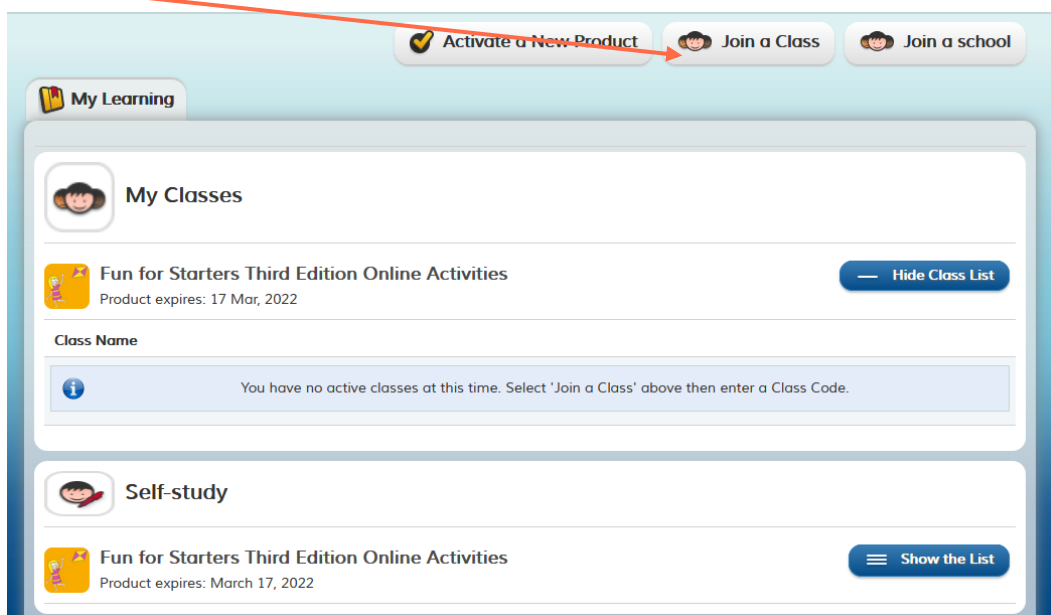 Activate a New Product
Join a Class
Join a school
My Learning
My Classes
Fun for Starters Third Edition Online Activities
Hide Class List
Product expires: 17 Mar, 2022
Class Name
You have no active classes at this time. Select 'Join a Class' above then enter a Class Code.
Self-study
Fun for Starters Third Edition Online Activities
Show the List
Product expires: March 17, 2022